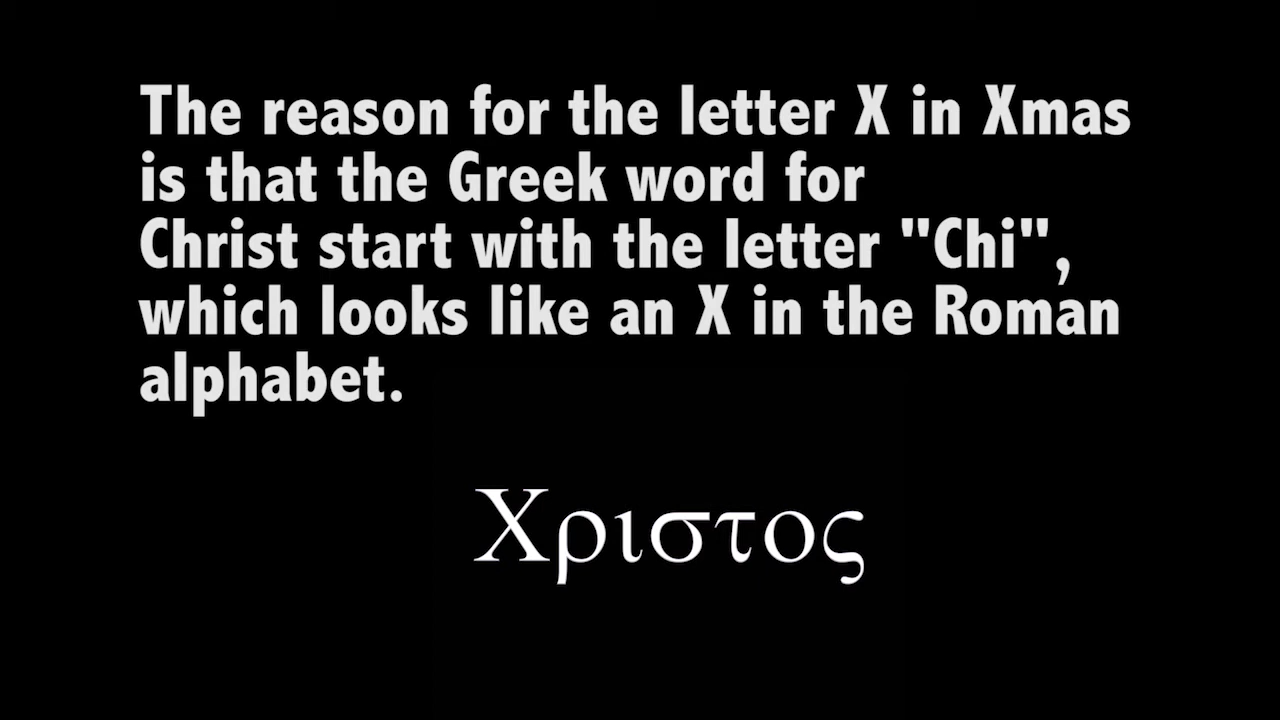 The reason for the letter X in Xmas
is that the Greek word for
Christ start with the letter "Chi",
which looks like an X in the Roman
alphabet.
Χριστος